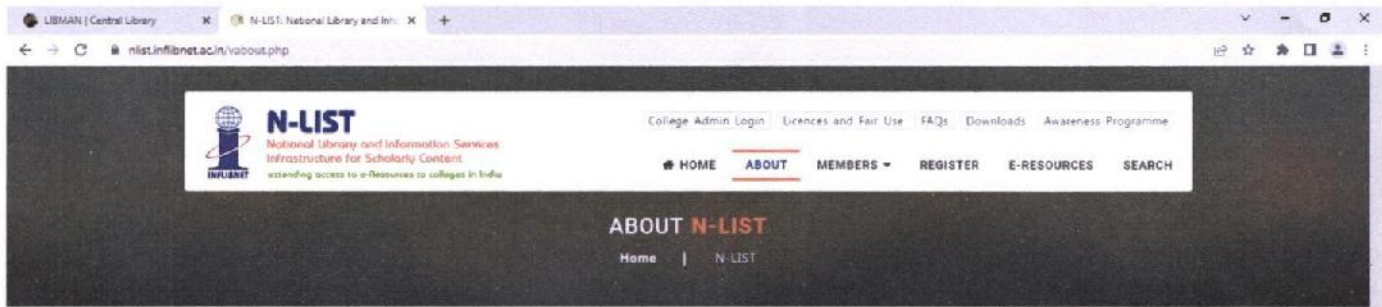 LIBMAN | Central Library
N-LIST: National Library and Info
nlist.inflibnet.ac.in/vabout.php
INFLIBNET
N-LIST
National Library and Information Services
Infrastructure for Scholarly Content
extending access to e-Resources to colleges in India
College Admin Login Licences and Fair Use FAQs Downloads Awareness Programme
HOME ABOUT MEMBERS REGISTER E-RESOURCES SEARCH
ABOUT N-LIST
Home | N-LIST